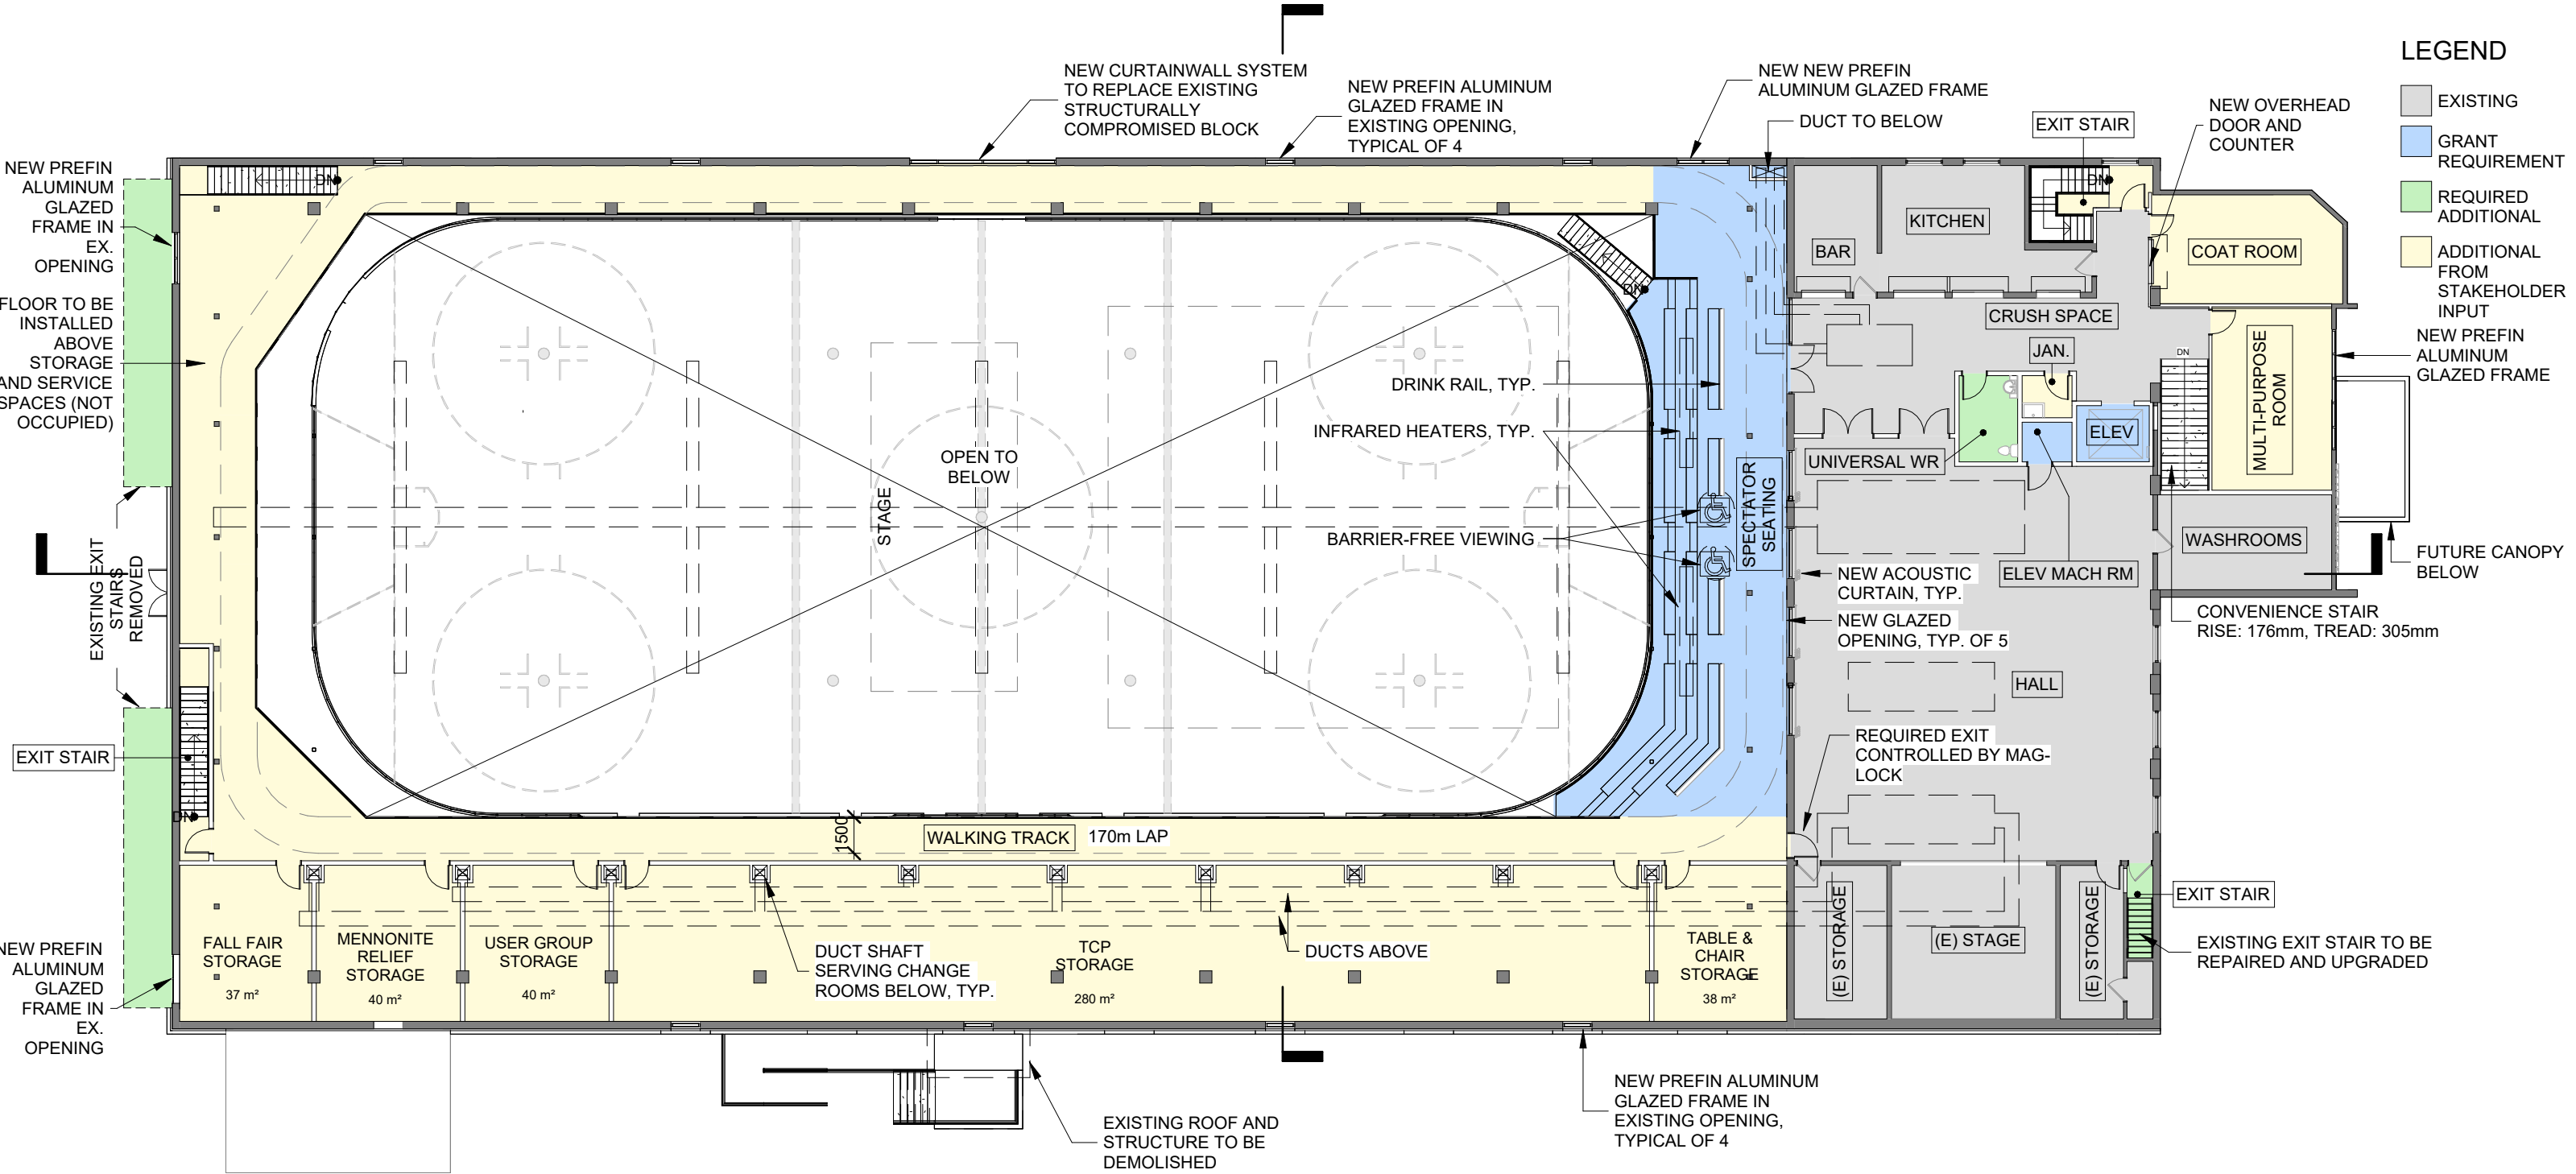 NEW CURTAINWALL SYSTEM
TO REPLACE EXISTING
STRUCTURALLY
COMPROMISED BLOCK
NEW PREFIN ALUMINUM
GLAZED FRAME IN
EXISTING OPENING,
TYPICAL OF 4
NEW NEW PREFIN
ALUMINUM GLAZED FRAME
DUCT TO BELOW
EXIT STAIR
NEW OVERHEAD
DOOR AND
COUNTER
LEGEND
EXISTING
GRANT
REQUIREMENT
REQUIRED
ADDITIONAL
ADDITIONAL
FROM
STAKEHOLDER
INPUT
NEW PREFIN
ALUMINUM
GLAZED
FRAME IN
EX.
OPENING
DN
DN
KITCHEN
BAR
COAT ROOM
FLOOR TO BE
INSTALLED
ABOVE
STORAGE
AND SERVICE
SPACES (NOT
OCCUPIED)
DN
CRUSH SPACE
JAN.
DN
MULTI-PURPOSE
ROOM
NEW PREFIN
ALUMINUM
GLAZED FRAME
DRINK RAIL, TYP.
INFRARED HEATERS, TYP.
ELEV
UNIVERSAL WR
OPEN TO
BELOW
STAGE
SPECTATOR
SEATING
BARRIER-FREE VIEWING
WASHROOMS
ELEV MACH RM
FUTURE CANOPY
BELOW
NEW ACOUSTIC
CURTAIN, TYP.
NEW GLAZED
OPENING, TYP. OF 5
CONVENIENCE STAIR
RISE: 176mm, TREAD: 305mm
EXISTING EXIT
STAIRS
REMOVED
HALL
EXIT STAIR
REQUIRED EXIT
CONTROLLED BY MAG-
LOCK
DN
1500
WALKING TRACK
170m LAP
EXIT STAIR
(E) STORAGE
(E) STAGE
(E) STORAGE
EXISTING EXIT STAIR TO BE
REPAIRED AND UPGRADED
NEW PREFIN
ALUMINUM
GLAZED
FRAME IN
EX.
OPENING
FALL FAIR
STORAGE
37 m²
MENNONITE
RELIEF
STORAGE
40 m²
USER GROUP
STORAGE
40 m²
DUCT SHAFT
SERVING CHANGE
ROOMS BELOW, TYP.
TCP
STORAGE
280 m²
DUCTS ABOVE
TABLE &
CHAIR
STORAGE
38 m²
EXISTING ROOF AND
STRUCTURE TO BE
DEMOLISHED
NEW PREFIN ALUMINUM
GLAZED FRAME IN
EXISTING OPENING,
TYPICAL OF 4